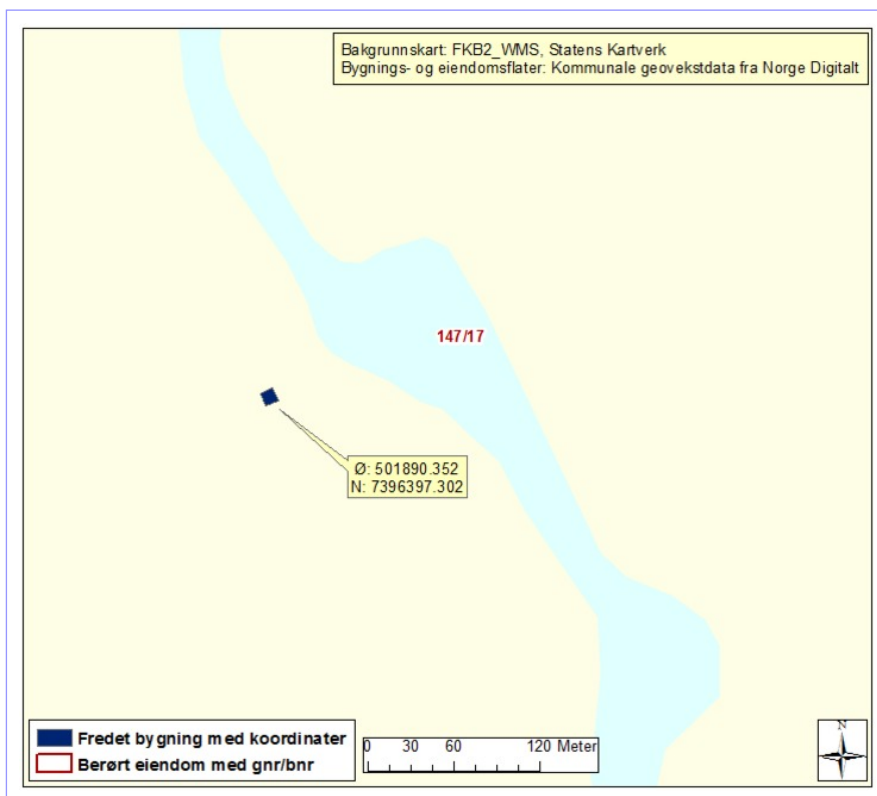 Bakgrunnskart: FKB2_WMS, Statens Kartverk
Bygnings- og eiendomsflater: Kommunale geovekstdata fra Norge Digitalt
147/17
Ø: 501890.352
N: 7396397.302
Fredet bygning med koordinater
Berørt eiendom med gnr/bnr
0 30 60 120 Meter
N